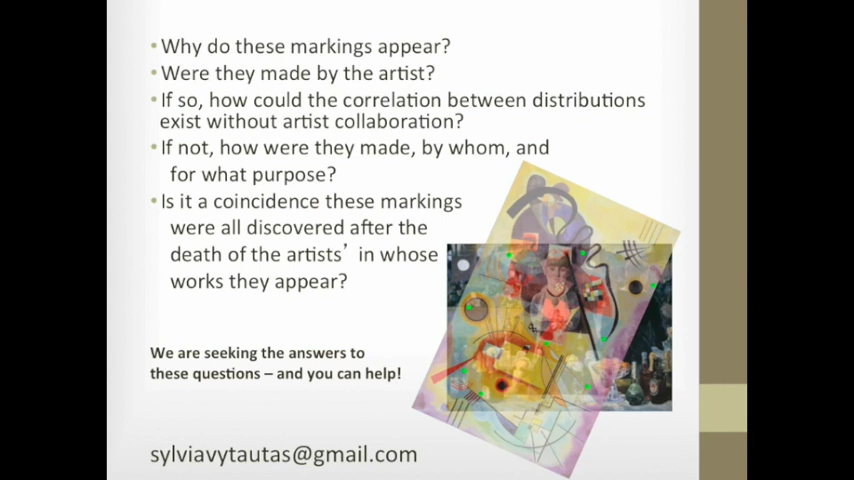 •Why do these markings appear?
•Were they made by the artist?
•If so, how could the correlation between distributions
exist without artist collaboration?
•If not, how were they made, by whom, and
for what purpose?
•Is it a coincidence these markings
were all discovered after the
death of the artists’ in whose
works they appear?
We are seeking the answers to
these questions – and you can help!
sylviavytautas@gmail.com